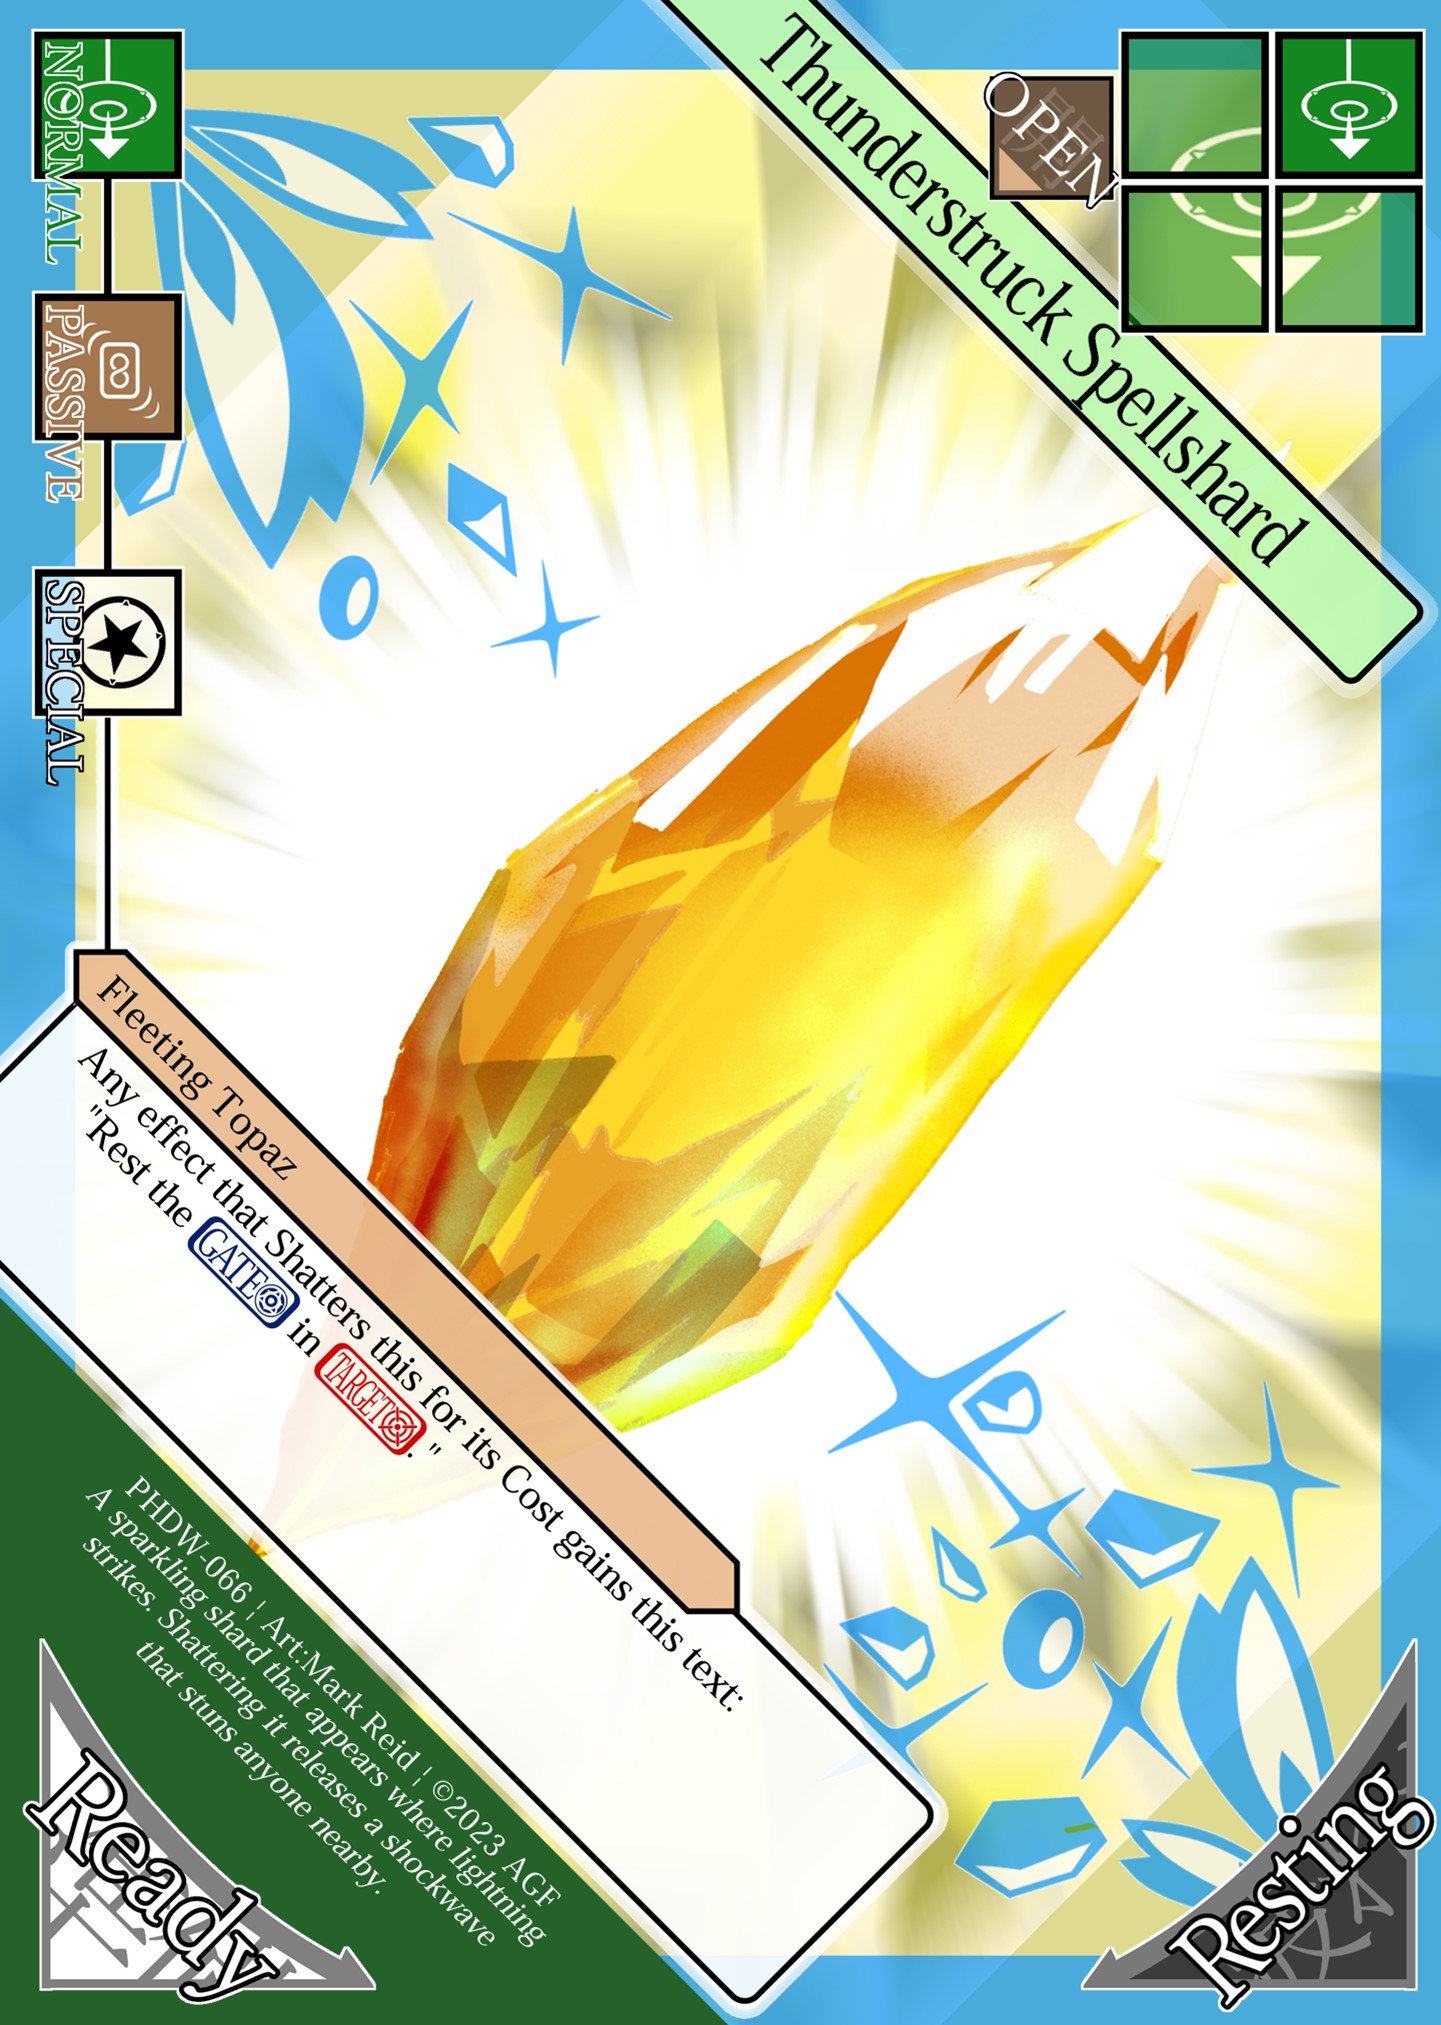 Thunderstruck Spellshard
OPEN
NORMAL
PASSIVE
SPECIAL
Fleeting Topaz
Any effect that Shatters this for its Cost gains this text:
"Rest the GATE in TARGET."
PHDW-066 ¦ Art:Mark Reid ¦ ©2023 AGF
A sparkling shard that appears where lightning
strikes. Shattering it releases a shockwave
that stuns anyone nearby.
Ready
Resting